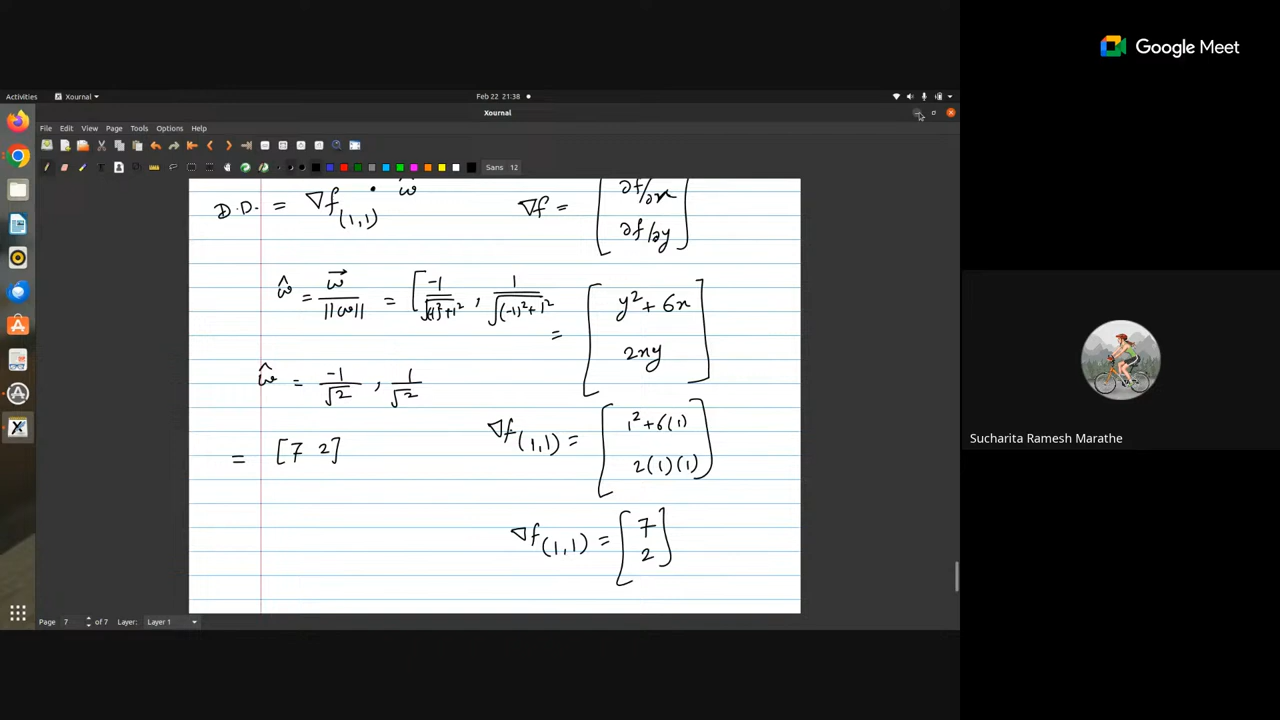 Google Meet
Activities Xournal Feb 22 21:38
Xournal
File Edit View Page Tools Options Help
Sans 12
D.D. = ∇f(1,1) • ŵ
∇f = [∂f/∂x
∂f/∂y]
ŵ = w⃗ / ||w|| = [-1/√(-1)²+1² , 1/√(-1)²+1²
= [y² + 6x
2xy]
ŵ = -1/√2 , 1/√2
∇f(1,1) = [1²+6(1)
2(1)(1)]
= [7 2]
∇f(1,1) = [7
2]
Sucharita Ramesh Marathe
Page 7 of 7 Layer: Layer 1